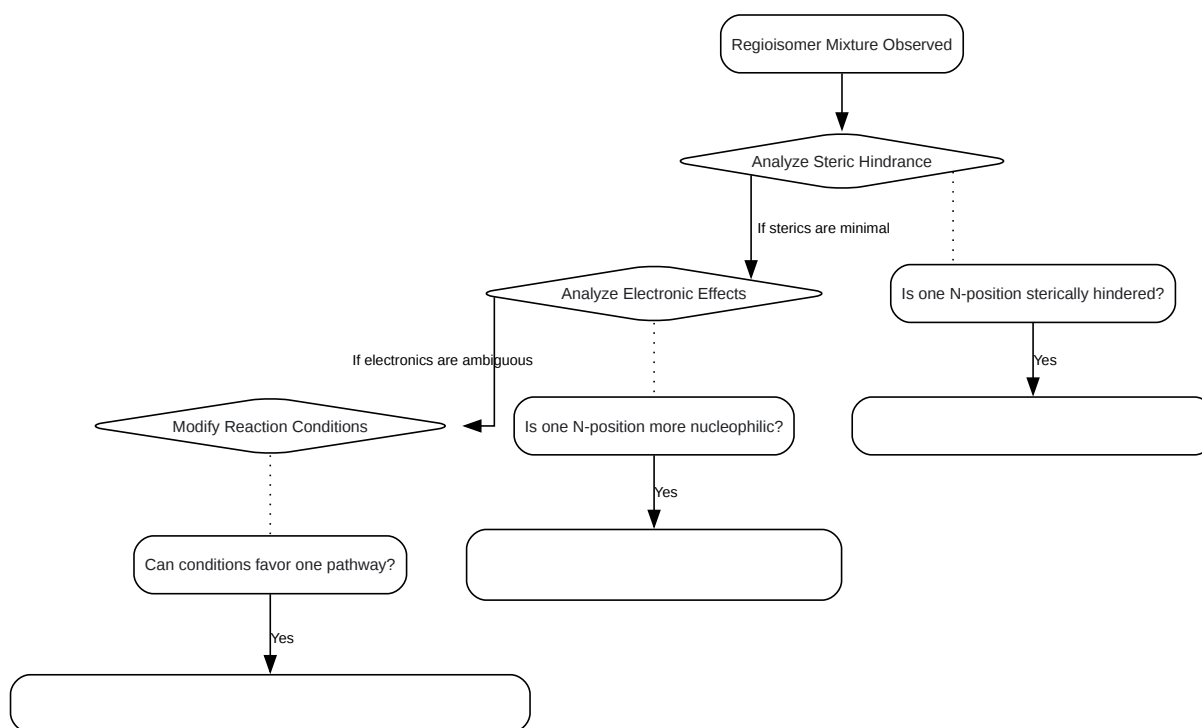 Regioisomer Mixture Observed
Analyze Steric Hindrance
If sterics are minimal
Analyze Electronic Effects
Is one N-position sterically hindered?
If electronics are ambiguous
Yes
Modify Reaction Conditions
Is one N-position more nucleophilic?
Yes
Can conditions favor one pathway?
Yes